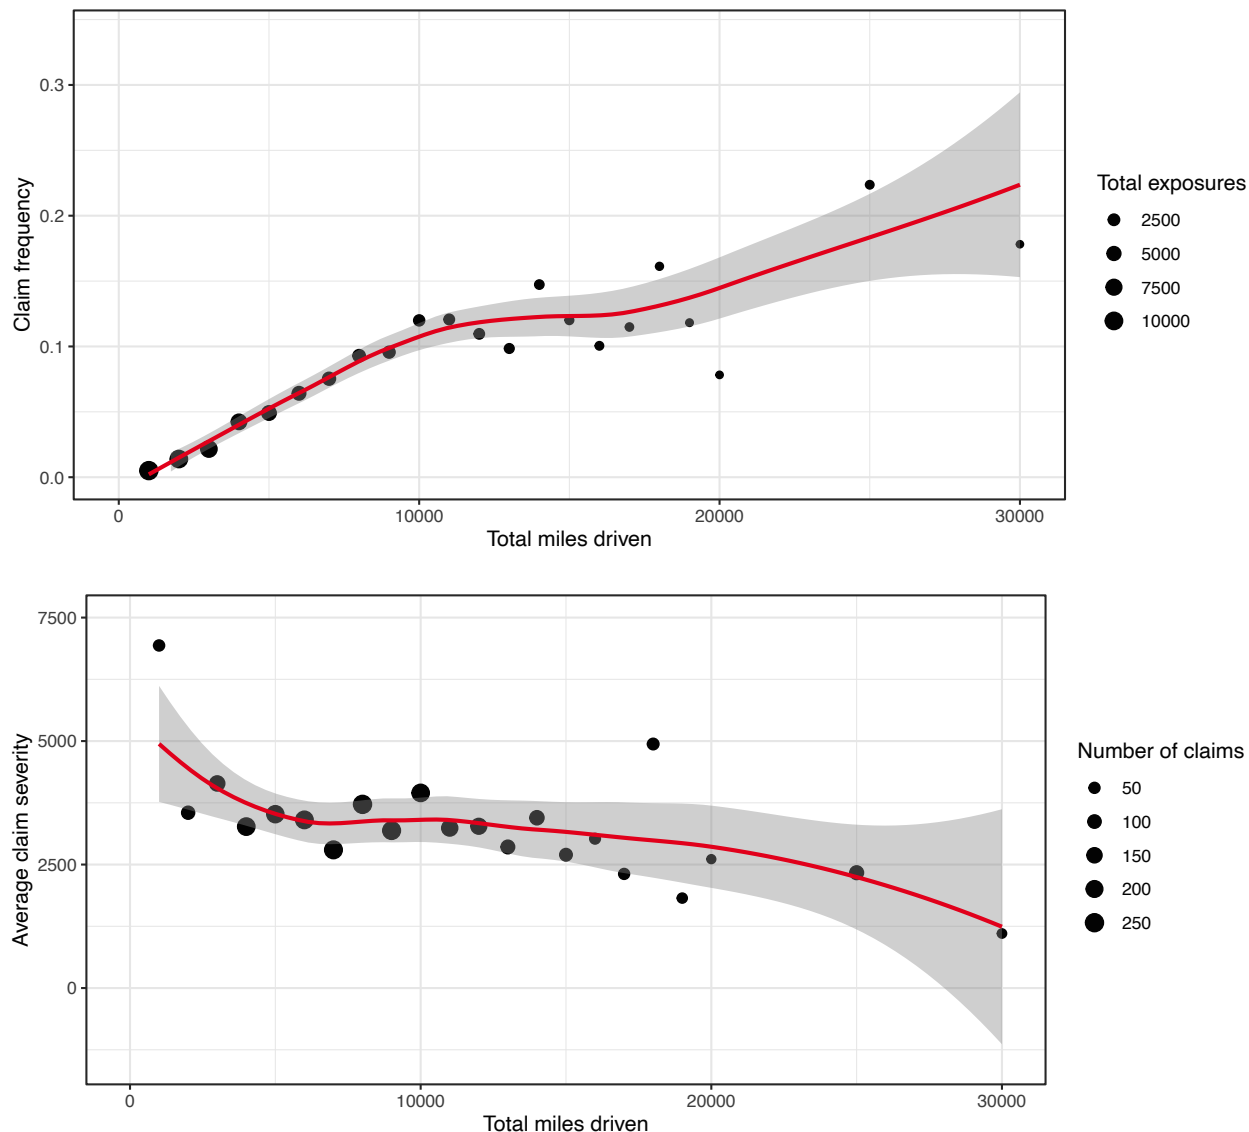 0.3
0.2
0.1
0.0
Claim frequency
0 10000 20000 30000
Total miles driven
Total exposures
2500
5000
7500
10000
7500
5000
2500
0
Average claim severity
0 10000 20000 30000
Total miles driven
Number of claims
50
100
150
200
250